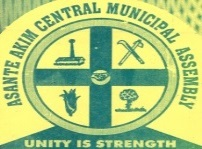 ASANTE AKIM CENTRAL MUNICIPAL ASSEMBLY
UNITY IS STRENGTH